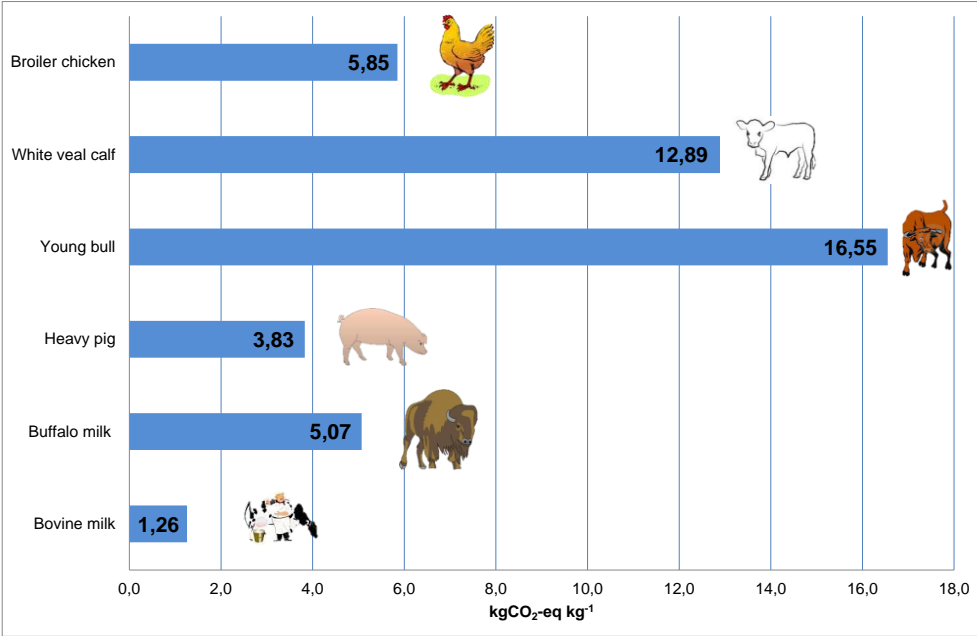 Broiler chicken 5,85
White veal calf 12,89
Young bull 16,55
Heavy pig 3,83
Buffalo milk 5,07
Bovine milk 1,26
0,0 2,0 4,0 6,0 8,0 10,0 12,0 14,0 16,0 18,0
kgCO₂-eq kg⁻¹